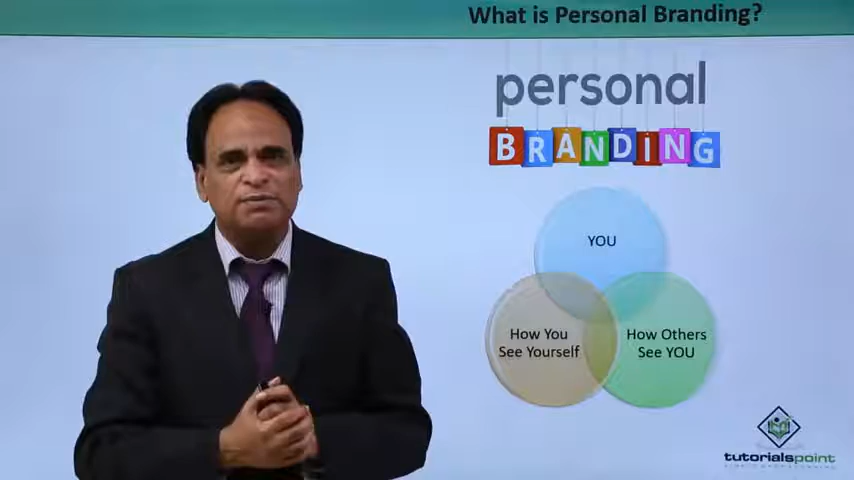 What is Personal Branding?
personal
BRANDING
YOU
How You
See Yourself
How Others
See YOU
tutorialspoint